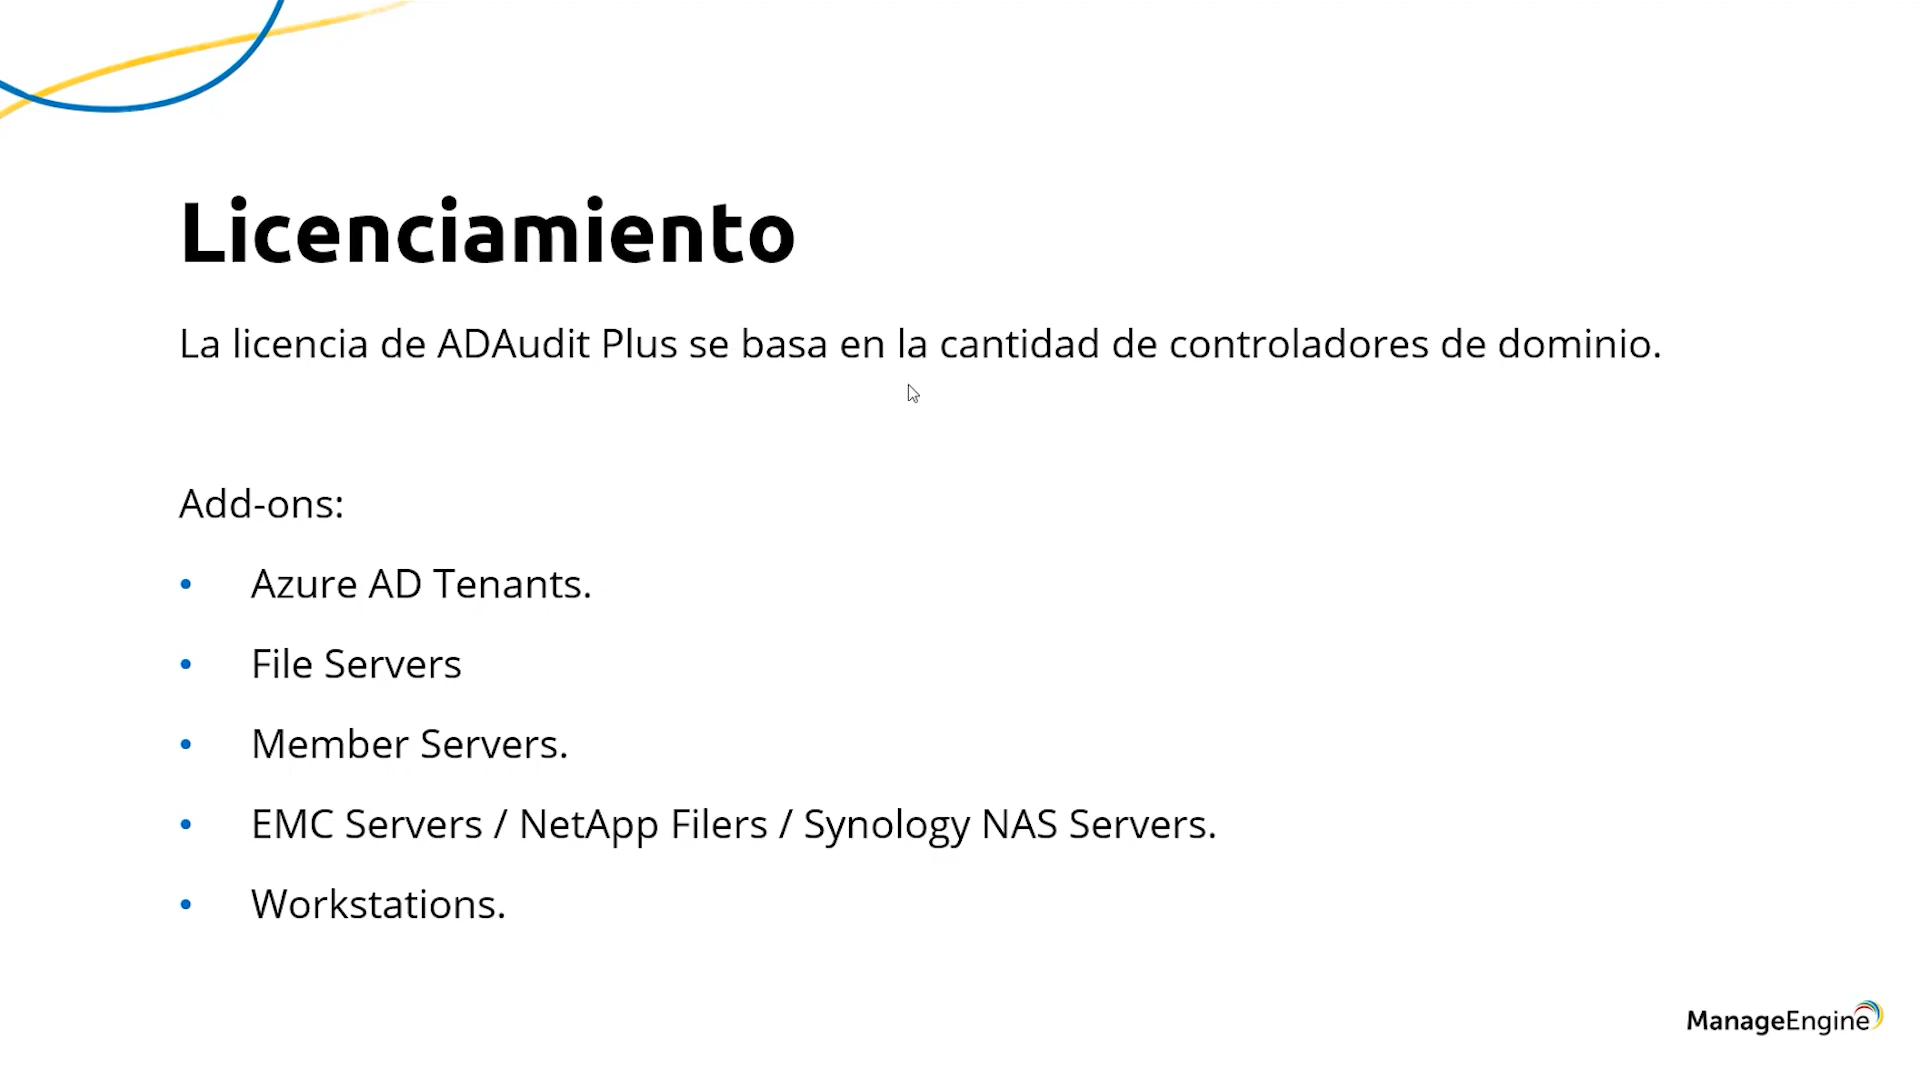 Licenciamiento
La licencia de ADAudit Plus se basa en la cantidad de controladores de dominio.
Add-ons:
• Azure AD Tenants.
• File Servers
• Member Servers.
• EMC Servers / NetApp Filers / Synology NAS Servers.
• Workstations.
ManageEngine